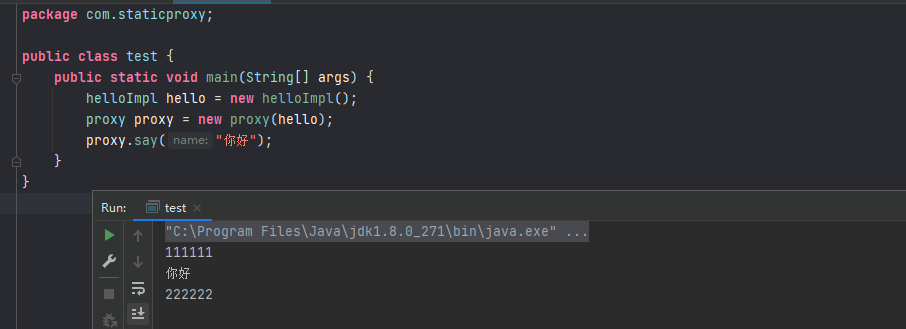 package com.staticproxy;
public class test {
public static void main(String[] args) {
helloImpl hello = new helloImpl();
proxy proxy = new proxy(hello);
proxy.say( name: "你好");
}
}
Run: test ×
"C:\Program Files\Java\jdk1.8.0_271\bin\java.exe" ...
111111
你好
222222